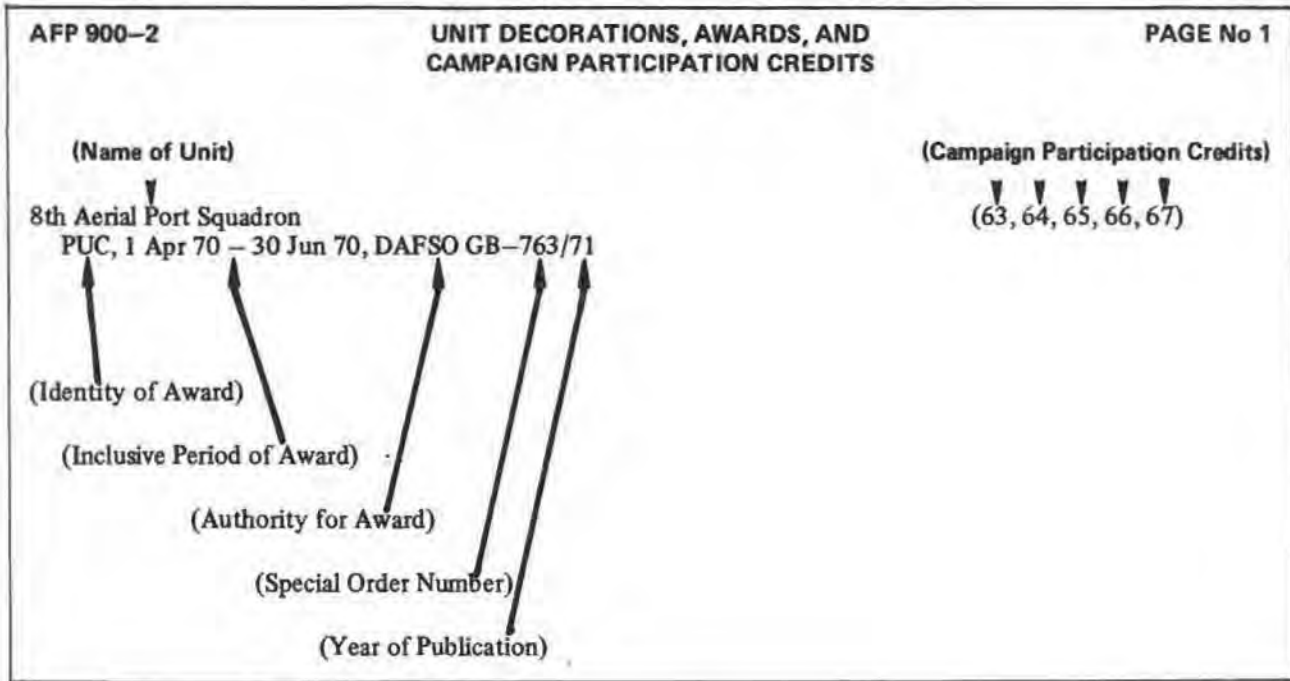 AFP 900–2 UNIT DECORATIONS, AWARDS, AND PAGE No 1
CAMPAIGN PARTICIPATION CREDITS
(Name of Unit) (Campaign Participation Credits)
8th Aerial Port Squadron (63, 64, 65, 66, 67)
PUC, 1 Apr 70 – 30 Jun 70, DAFSO GB–763/71
(Identity of Award)
(Inclusive Period of Award)
(Authority for Award)
(Special Order Number)
(Year of Publication)